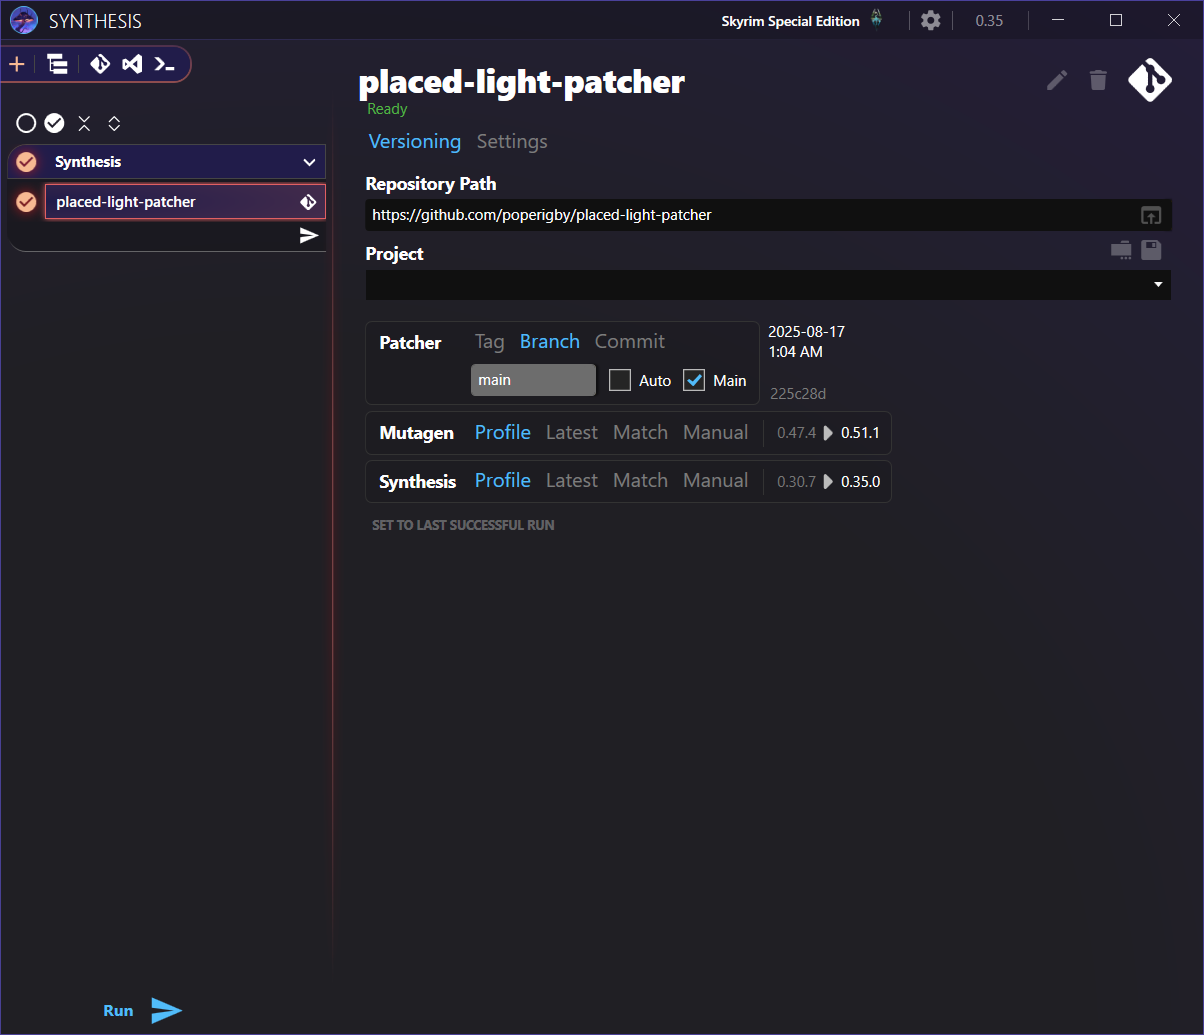 SYNTHESIS
Skyrim Special Edition
0.35
placed-light-patcher
Ready
Versioning Settings
Synthesis
placed-light-patcher
Repository Path
https://github.com/poperigby/placed-light-patcher
Project
Patcher Tag Branch Commit
main Auto Main
2025-08-17
1:04 AM
225c28d
Mutagen Profile Latest Match Manual 0.47.4 0.51.1
Synthesis Profile Latest Match Manual 0.30.7 0.35.0
SET TO LAST SUCCESSFUL RUN
Run